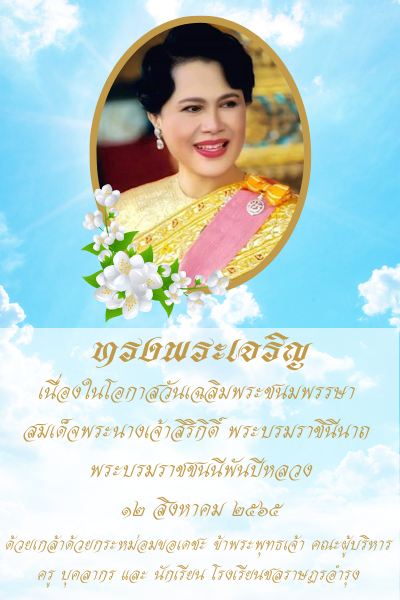 ทรงพระเจริญ
เนื่องในโอกาสวันเฉลิมพระชนมพรรษา
สมเด็จพระนางเจ้าสิริกิติ์ พระบรมราชินีนาถ
พระบรมราชชนนีพันปีหลวง
๑๒ สิงหาคม ๒๕๖๕
ด้วยเกล้าด้วยกระหม่อมขอเดชะ ข้าพระพุทธเจ้า คณะผู้บริหาร
ครู บุคลากร และ นักเรียน โรงเรียนชลราษฎรอำรุง